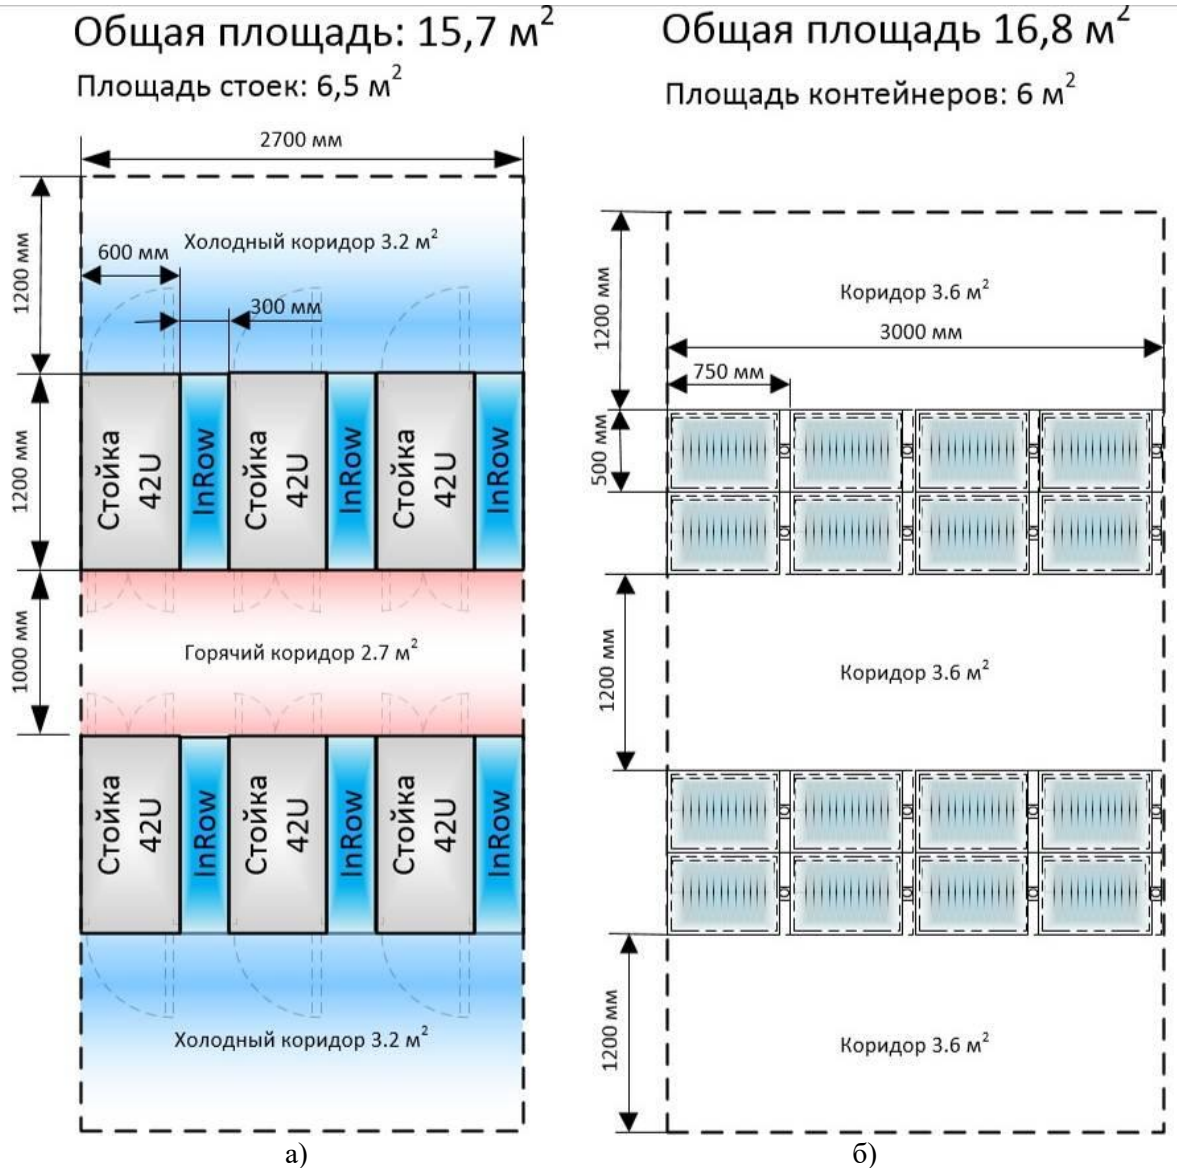 Общая площадь: 15,7 м²
Площадь стоек: 6,5 м²
2700 мм
1200 мм
Холодный коридор 3.2 м²
600 мм
300 мм
1200 мм
Стойка 42U
InRow
Стойка 42U
InRow
Стойка 42U
InRow
1000 мм
Горячий коридор 2.7 м²
Стойка 42U
InRow
Стойка 42U
InRow
Стойка 42U
InRow
Холодный коридор 3.2 м²
а)
Общая площадь 16,8 м²
Площадь контейнеров: 6 м²
1200 мм
Коридор 3.6 м²
3000 мм
750 мм
500 мм
1200 мм
Коридор 3.6 м²
1200 мм
Коридор 3.6 м²
б)